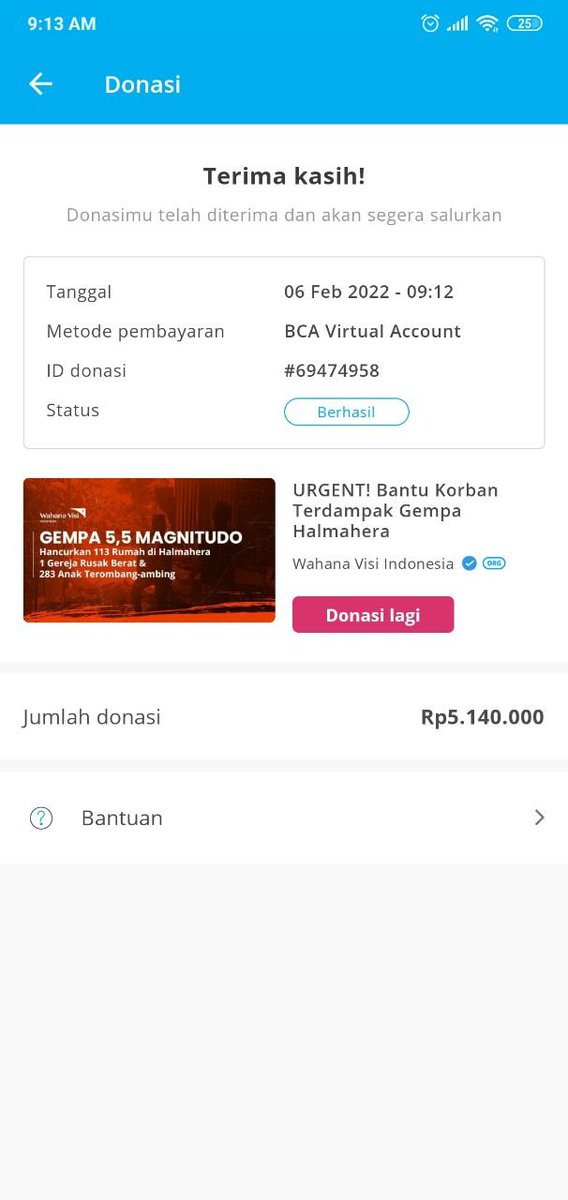 9:13 AM
25
Donasi
Terima kasih!
Donasimu telah diterima dan akan segera salurkan
Tanggal 06 Feb 2022 - 09:12
Metode pembayaran BCA Virtual Account
ID donasi #69474958
Status Berhasil
Wahana Visi
GEMPA 5,5 MAGNITUDO
Hancurkan 113 Rumah di Halmahera
1 Gereja Rusak Berat &
283 Anak Terombang-ambing
URGENT! Bantu Korban
Terdampak Gempa
Halmahera
Wahana Visi Indonesia ORG
Donasi lagi
Jumlah donasi Rp5.140.000
? Bantuan